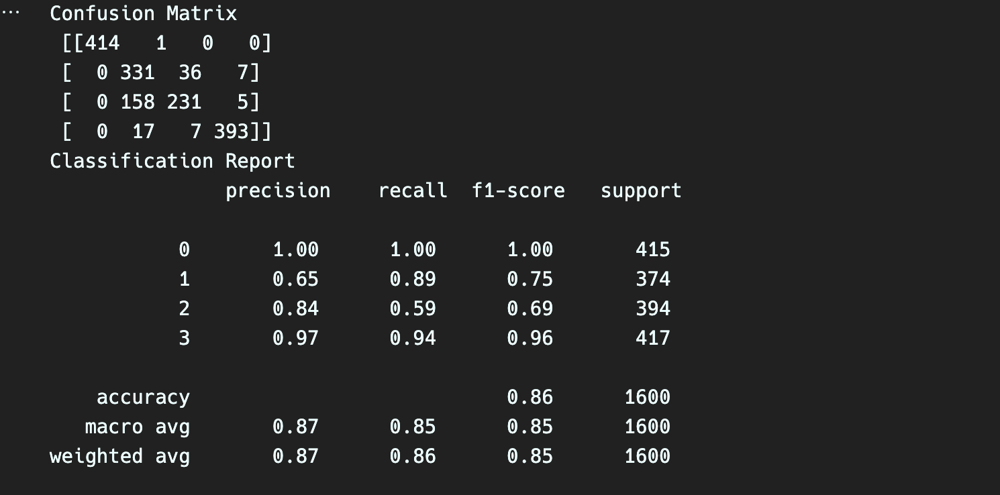 Confusion Matrix
[[414   1   0   0]
[  0 331  36   7]
[  0 158 231   5]
[  0  17   7 393]]
Classification Report
precision    recall  f1-score   support
0       1.00      1.00      1.00       415
1       0.65      0.89      0.75       374
2       0.84      0.59      0.69       394
3       0.97      0.94      0.96       417
accuracy                           0.86      1600
macro avg       0.87      0.85      0.85      1600
weighted avg       0.87      0.86      0.85      1600